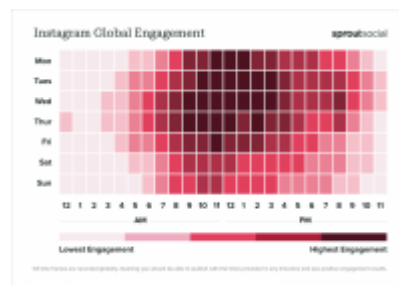 Instagram Global Engagement
sproutsocial
Mon
Tues
Wed
Thur
Fri
Sat
Sun
12 1 2 3 4 5 6 7 8 9 10 11 12 1 2 3 4 5 6 7 8 9 10 11
AM PM
Lowest Engagement Highest Engagement